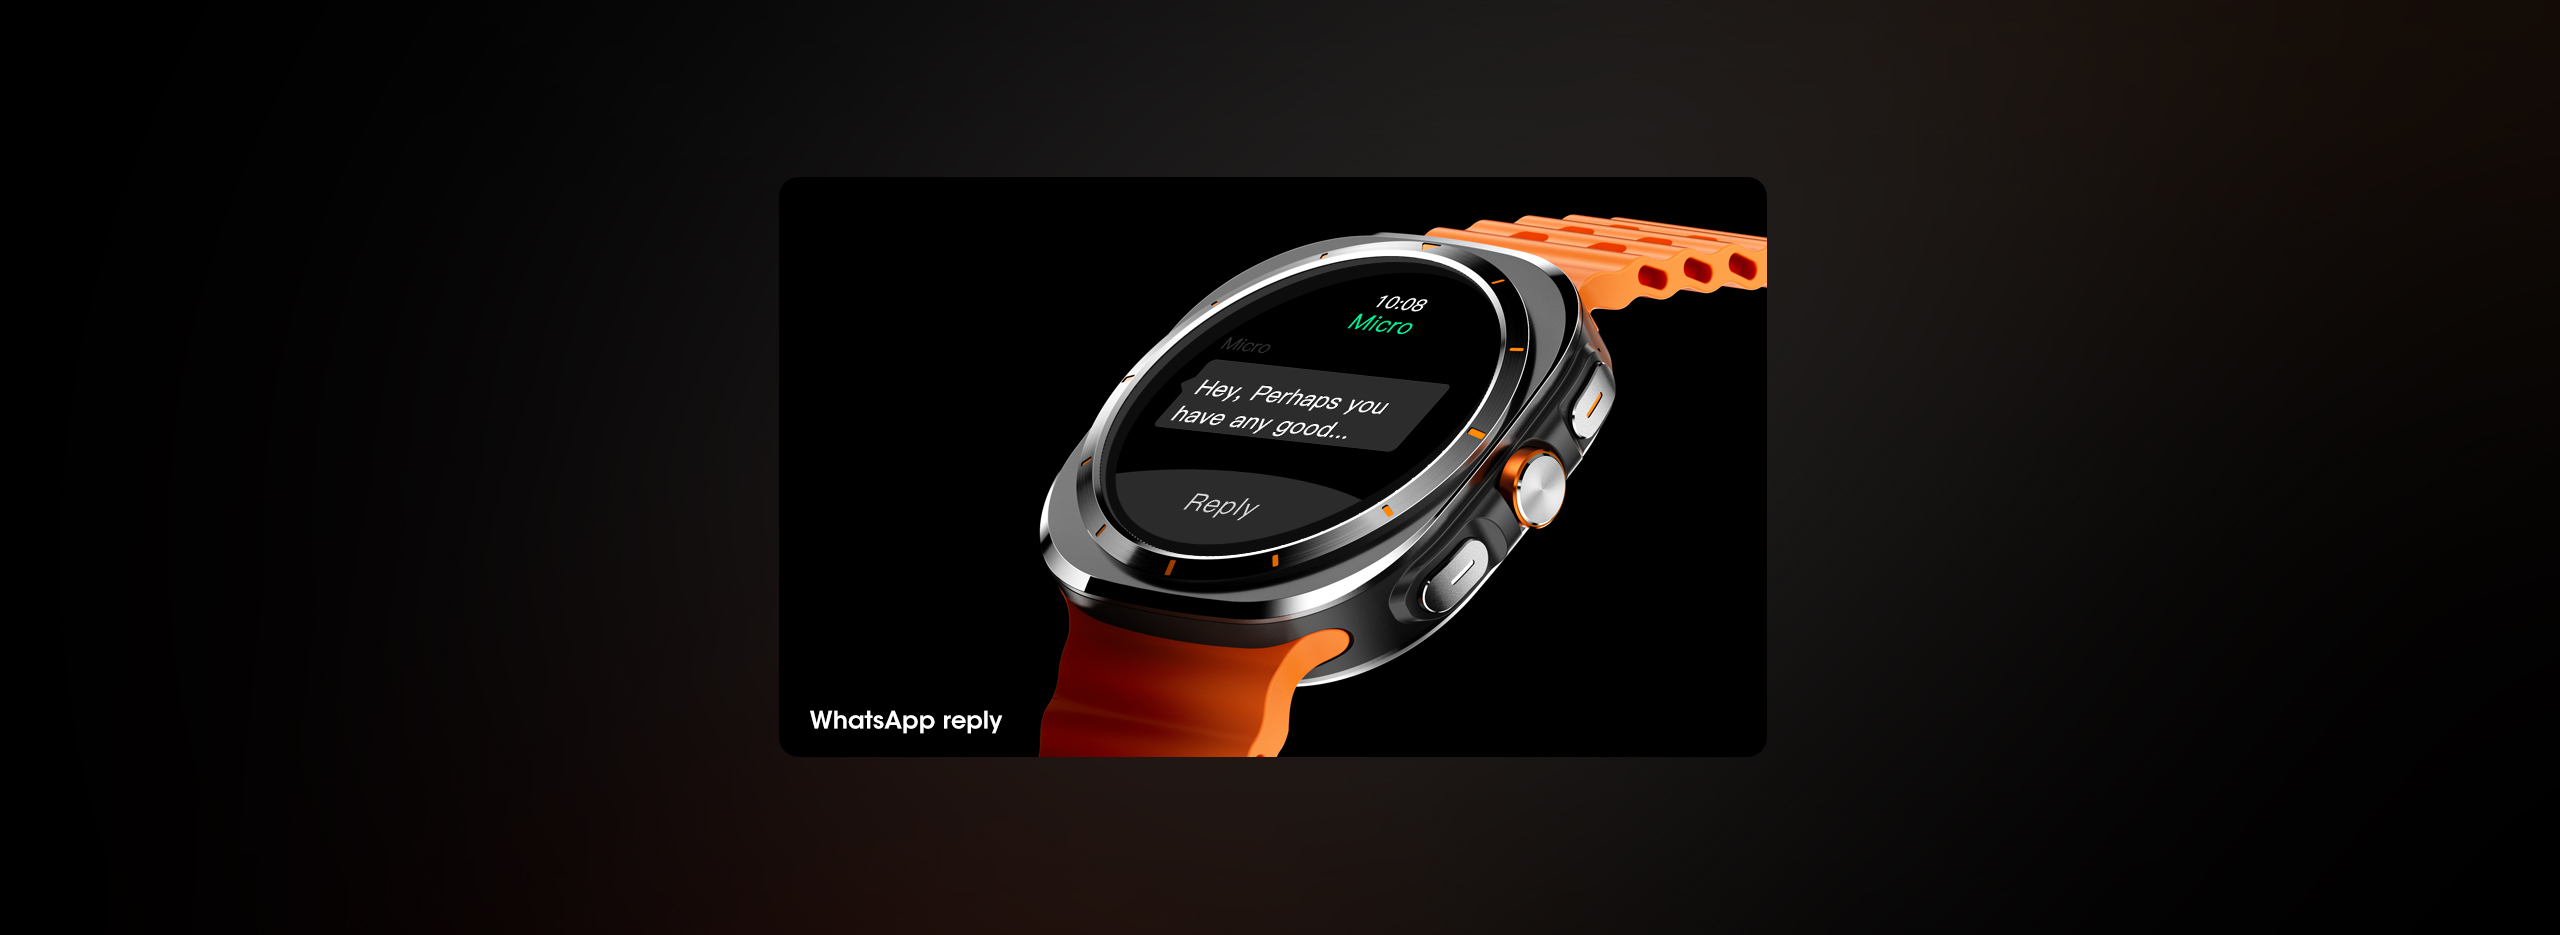 10:08
Micro
Micro
Hey, Perhaps you
have any good...
Reply
WhatsApp reply